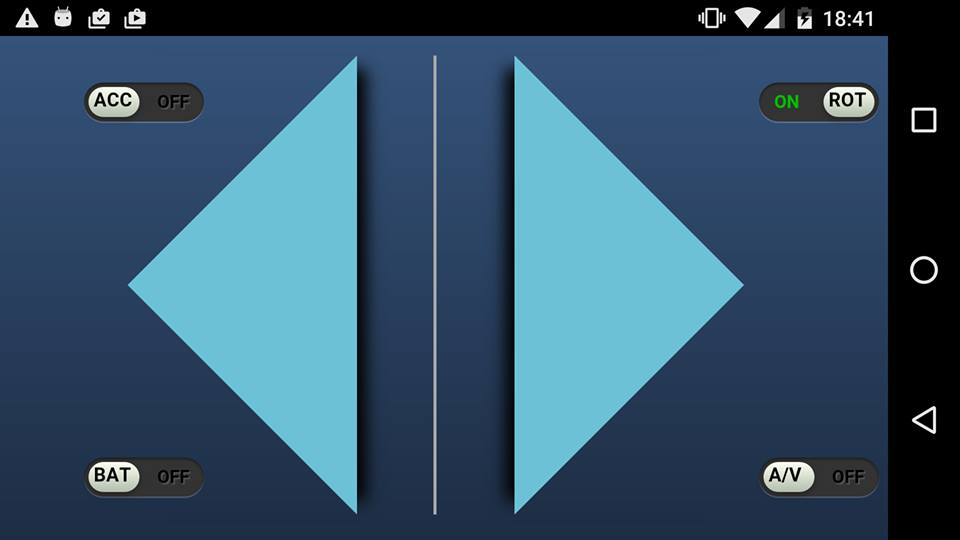 18:41
ACC OFF
ON ROT
BAT OFF
A/V OFF